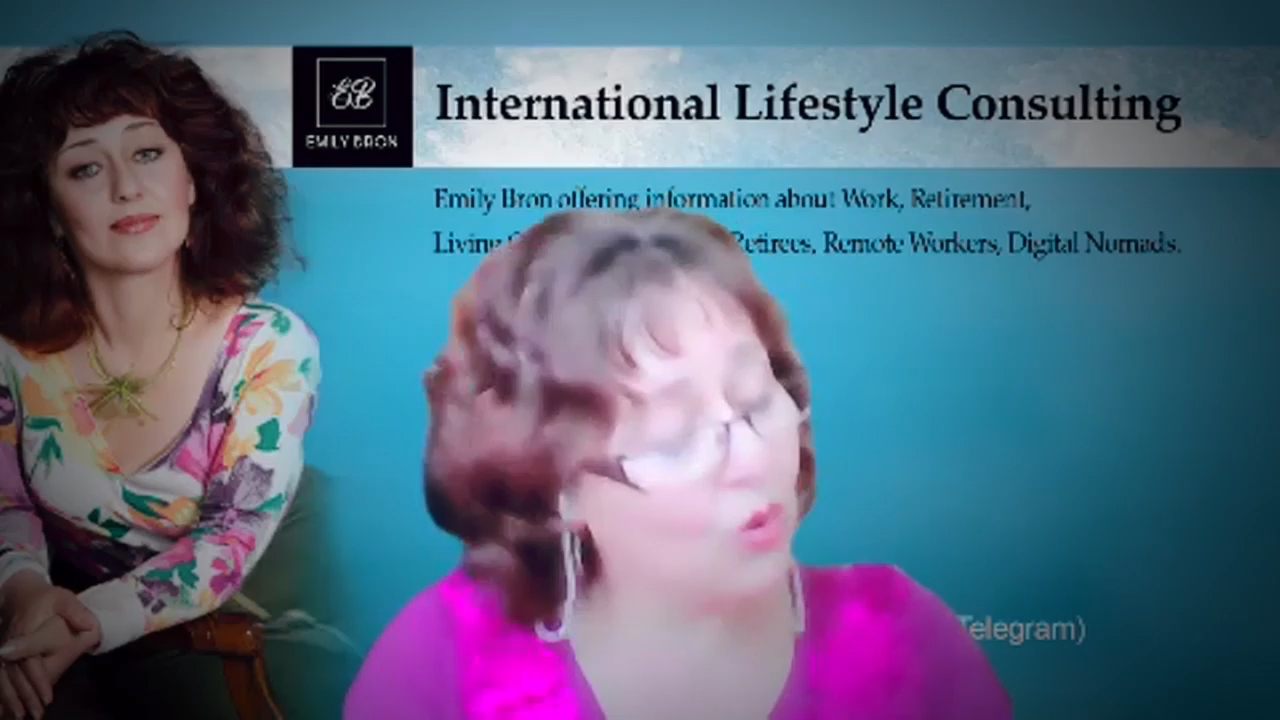 EB
EMILY BRON
International Lifestyle Consulting
Emily Bron offering information about Work, Retirement,
Living Retirees, Remote Workers, Digital Nomads.
Telegram)